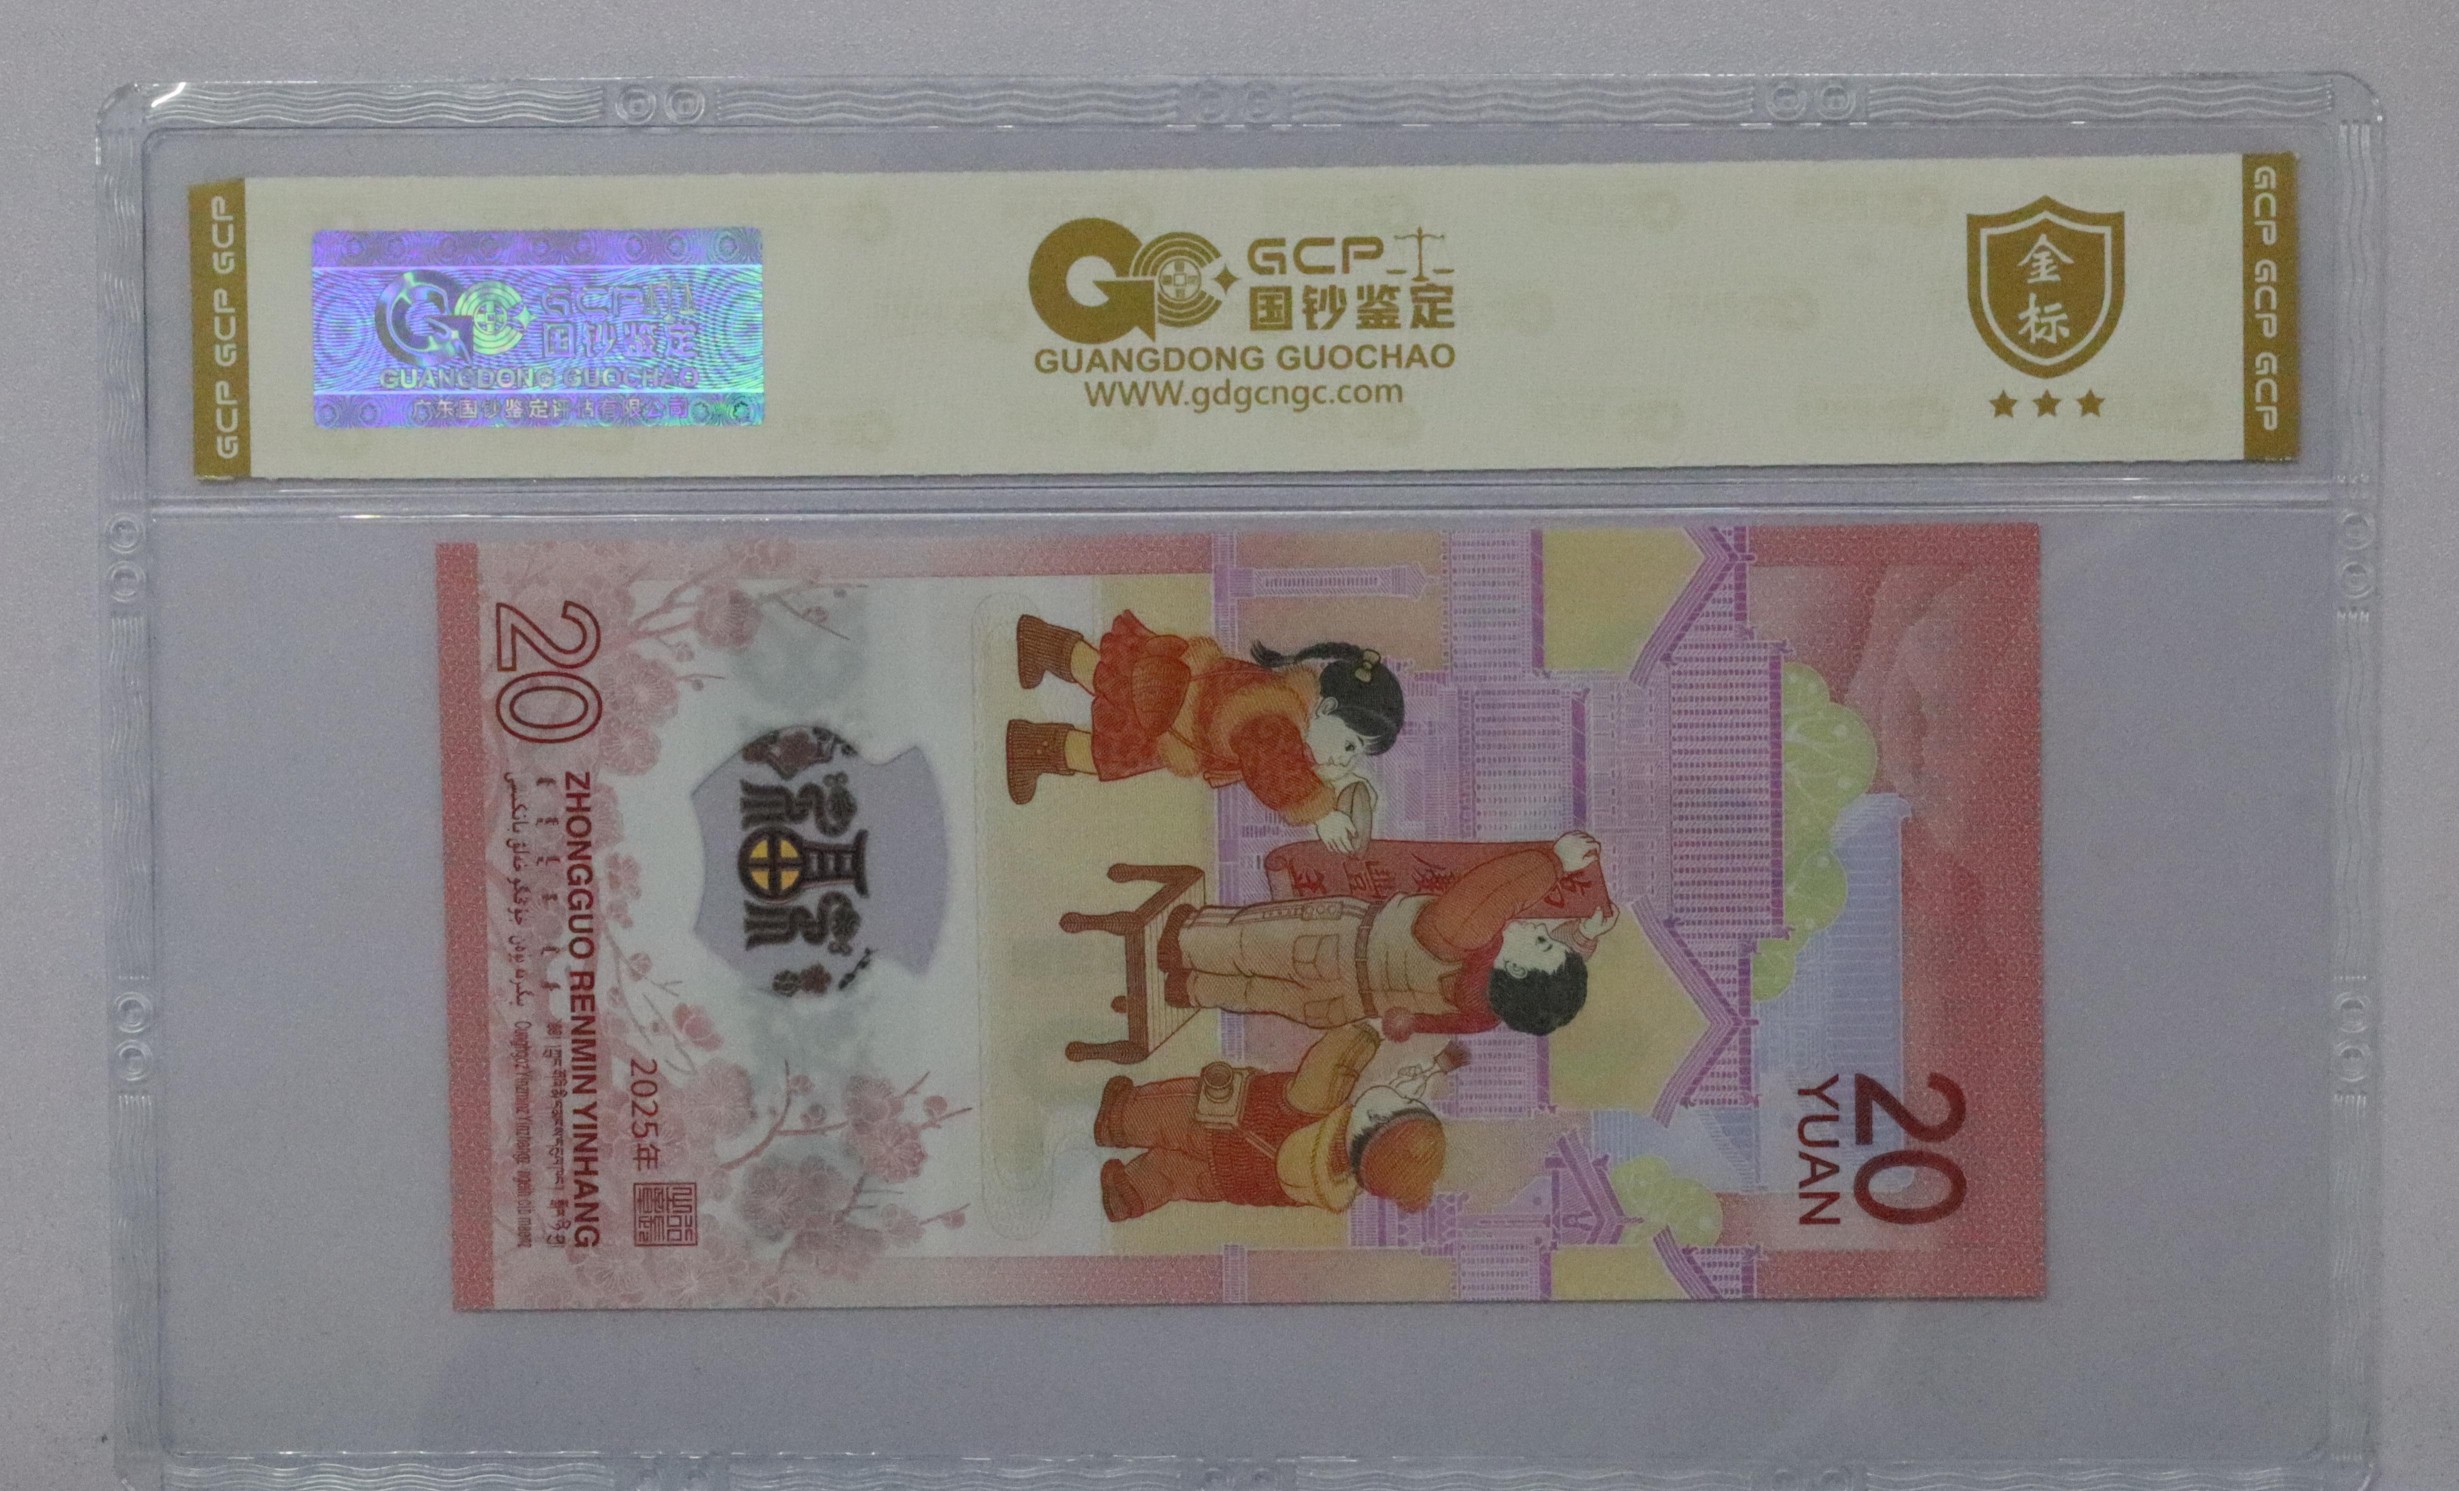 GCP GCP GCP
GCP
国钞鉴定
GUANGDONG GUOCHAO
广东国钞鉴定评估有限公司
GCP
国钞鉴定
GUANGDONG GUOCHAO
WWW.gdgcngc.com
金标
GCP GCP GCP
20
YUAN
2025年
ZHONGGUO RENMIN YINHANG
20